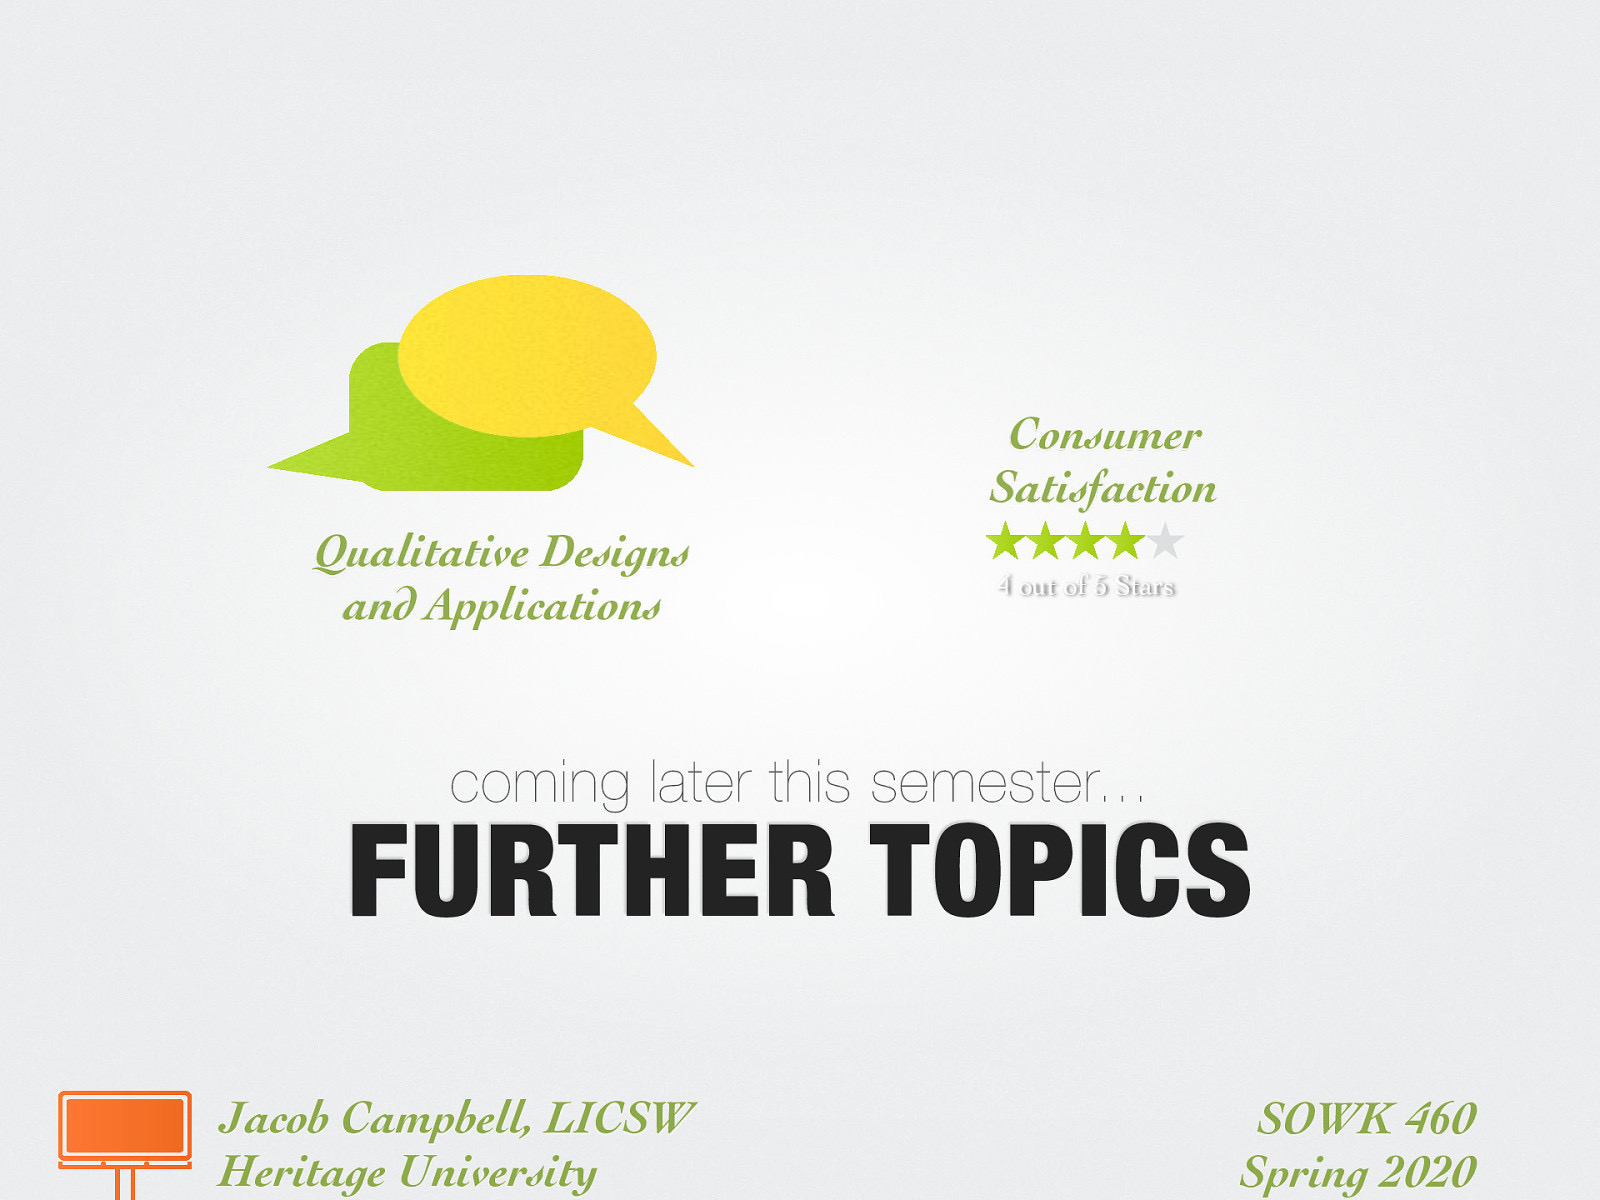 Qualitative Designs
and Applications
Consumer
Satisfaction
4 out of 5 Stars
coming later this semester...
FURTHER TOPICS
Jacob Campbell, LICSW
Heritage University
SOWK 460
Spring 2020